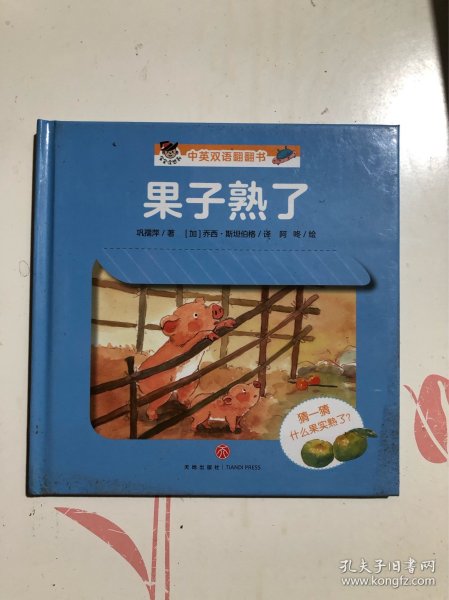 中英双语翻翻书
果子熟了
巩孺萍/著 [加]乔西·斯坦伯格/译 阿咚/绘
猜一猜
什么果实熟了?
天地出版社 | TIANDI PRESS
孔夫子旧书网
www.kongfz.com